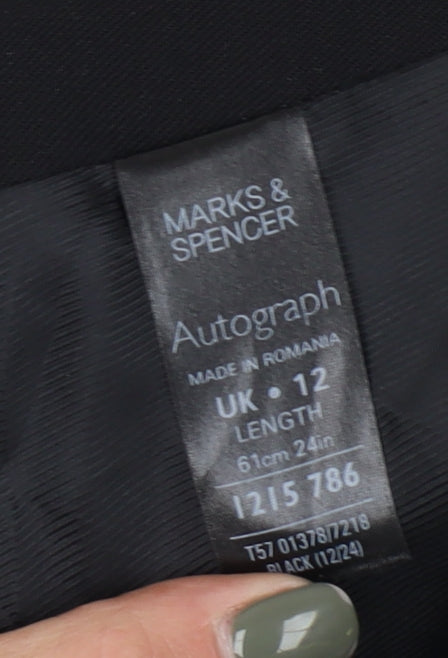 MARKS &
SPENCER
Autograph
MADE IN ROMANIA
UK • 12
LENGTH
61cm 24in
1215 786
T57 01378/7218
BLACK (12/24)